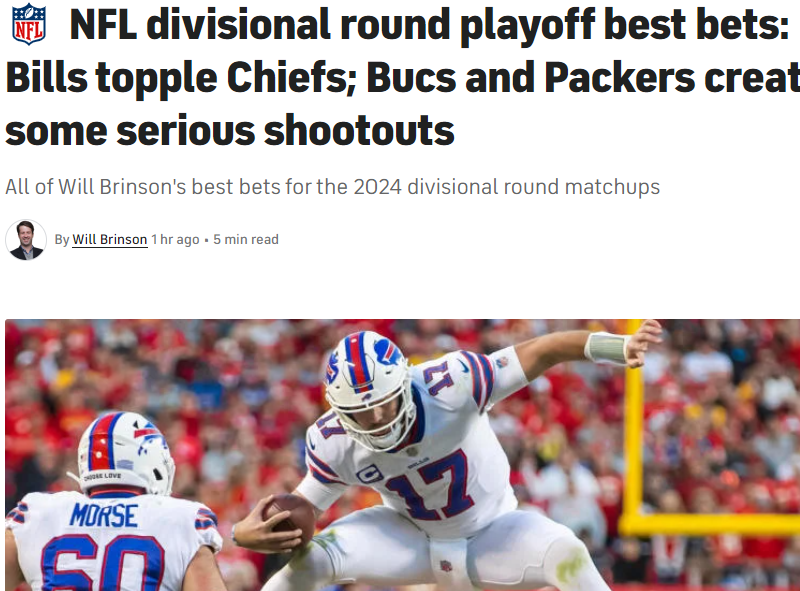 NFL
NFL divisional round playoff best bets:
Bills topple Chiefs; Bucs and Packers creat
some serious shootouts
All of Will Brinson's best bets for the 2024 divisional round matchups
By Will Brinson 1 hr ago • 5 min read
17
17
BILLS
C
17
CHOOSE LOVE
MORSE
60